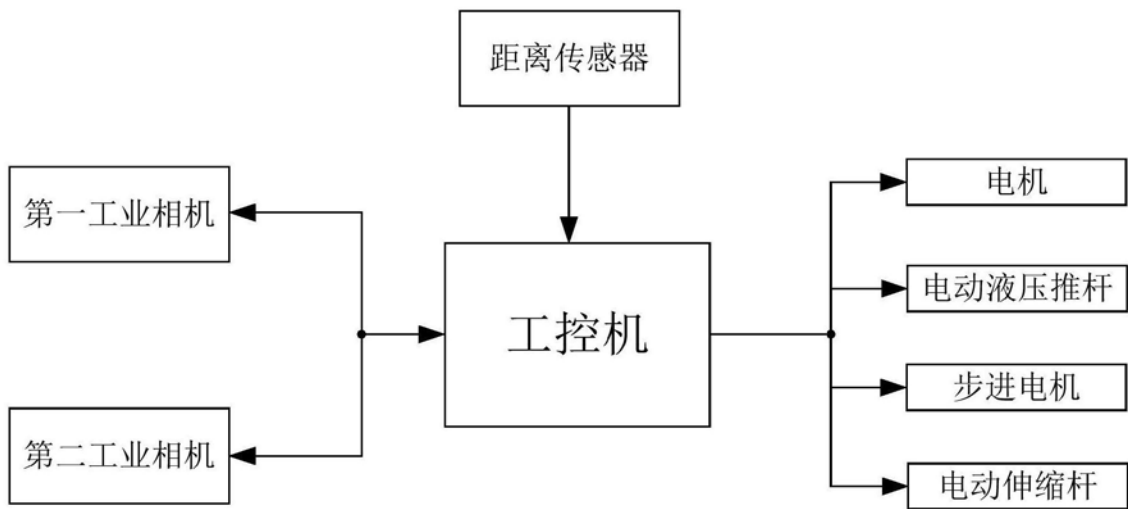 距离传感器
第一工业相机
电机
电动液压推杆
工控机
步进电机
第二工业相机
电动伸缩杆